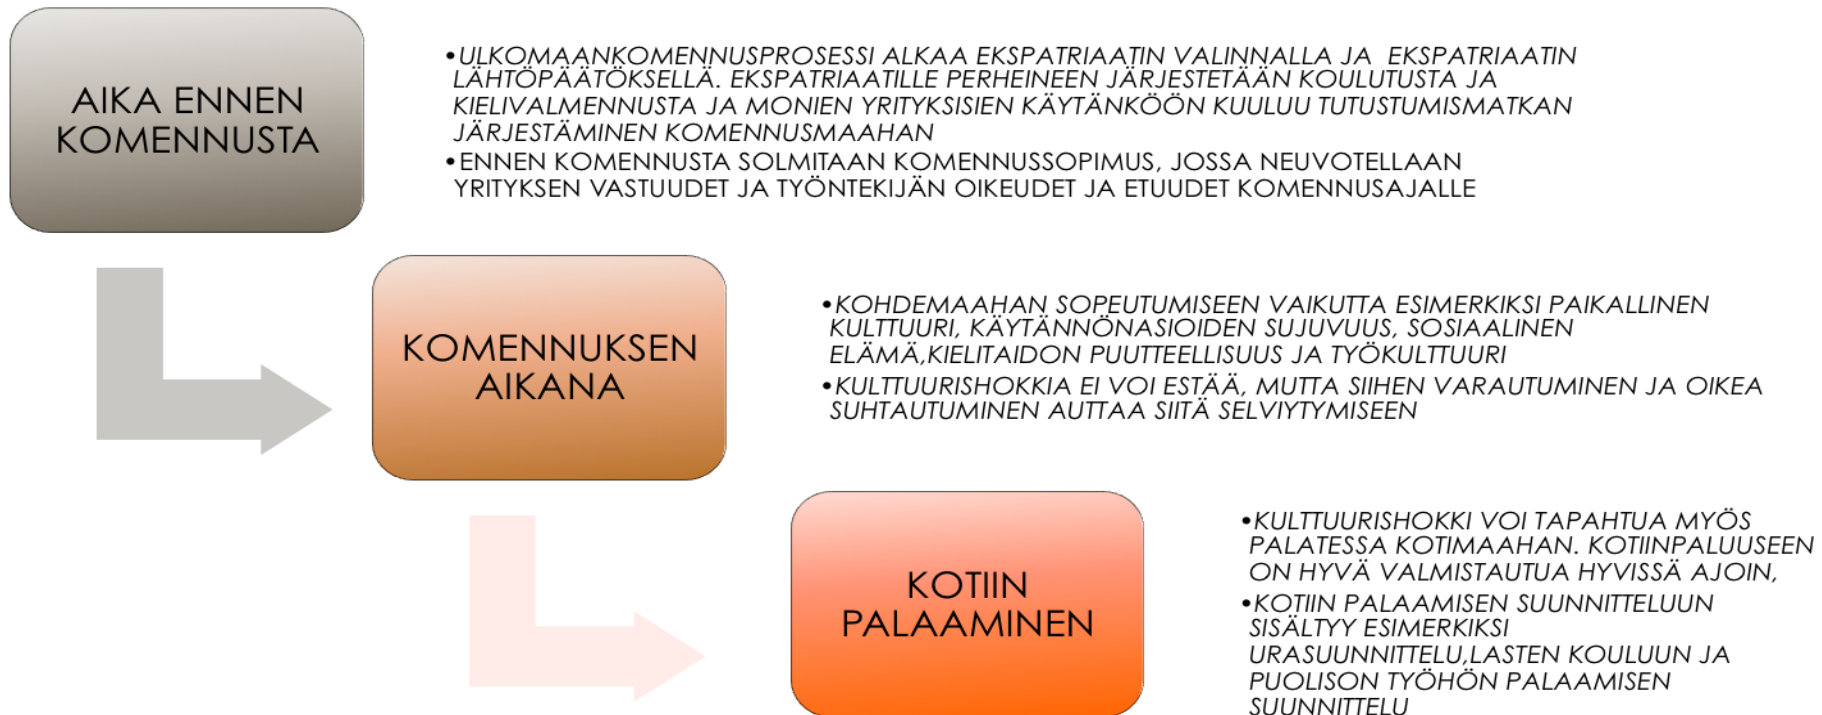 AIKA ENNEN
KOMENNUSTA
•ULKOMAANKOMENNUSPROSESSI ALKAA EKSPATRIAATIN VALINNALLA JA EKSPATRIAATIN
LÄHTÖPÄÄTÖKSELLÄ. EKSPATRIAATILLE PERHEINEEN JÄRJESTETÄÄN KOULUTUSTA JA
KIELIVALMENNUSTA JA MONIEN YRITYKSISIEN KÄYTÄNKÖÖN KUULUU TUTUSTUMISMATKAN
JÄRJESTÄMINEN KOMENNUSMAAHAN
•ENNEN KOMENNUSTA SOLMITAAN KOMENNUSSOPIMUS, JOSSA NEUVOTELLAAN
YRITYKSEN VASTUUDET JA TYÖNTEKIJÄN OIKEUDET JA ETUUDET KOMENNUSAJALLE
KOMENNUKSEN
AIKANA
•KOHDEMAAHAN SOPEUTUMISEEN VAIKUTTA ESIMERKIKSI PAIKALLINEN
KULTTUURI, KÄYTÄNNÖNASIOIDEN SUJUVUUS, SOSIAALINEN
ELÄMÄ,KIELITAIDON PUUTTEELLISUUS JA TYÖKULTTUURI
•KULTTUURISHOKKIA EI VOI ESTÄÄ, MUTTA SIIHEN VARAUTUMINEN JA OIKEA
SUHTAUTUMINEN AUTTAA SIITÄ SELVIYTYMISEEN
KOTIIN
PALAAMINEN
•KULTTUURISHOKKI VOI TAPAHTUA MYÖS
PALATESSA KOTIMAAHAN. KOTIINPALUUSEEN
ON HYVÄ VALMISTAUTUA HYVISSÄ AJOIN,
•KOTIIN PALAAMISEN SUUNNITTELUUN
SISÄLTYY ESIMERKIKSI
URASUUNNITTELU,LASTEN KOULUUN JA
PUOLISON TYÖHÖN PALAAMISEN
SUUNNITTELU